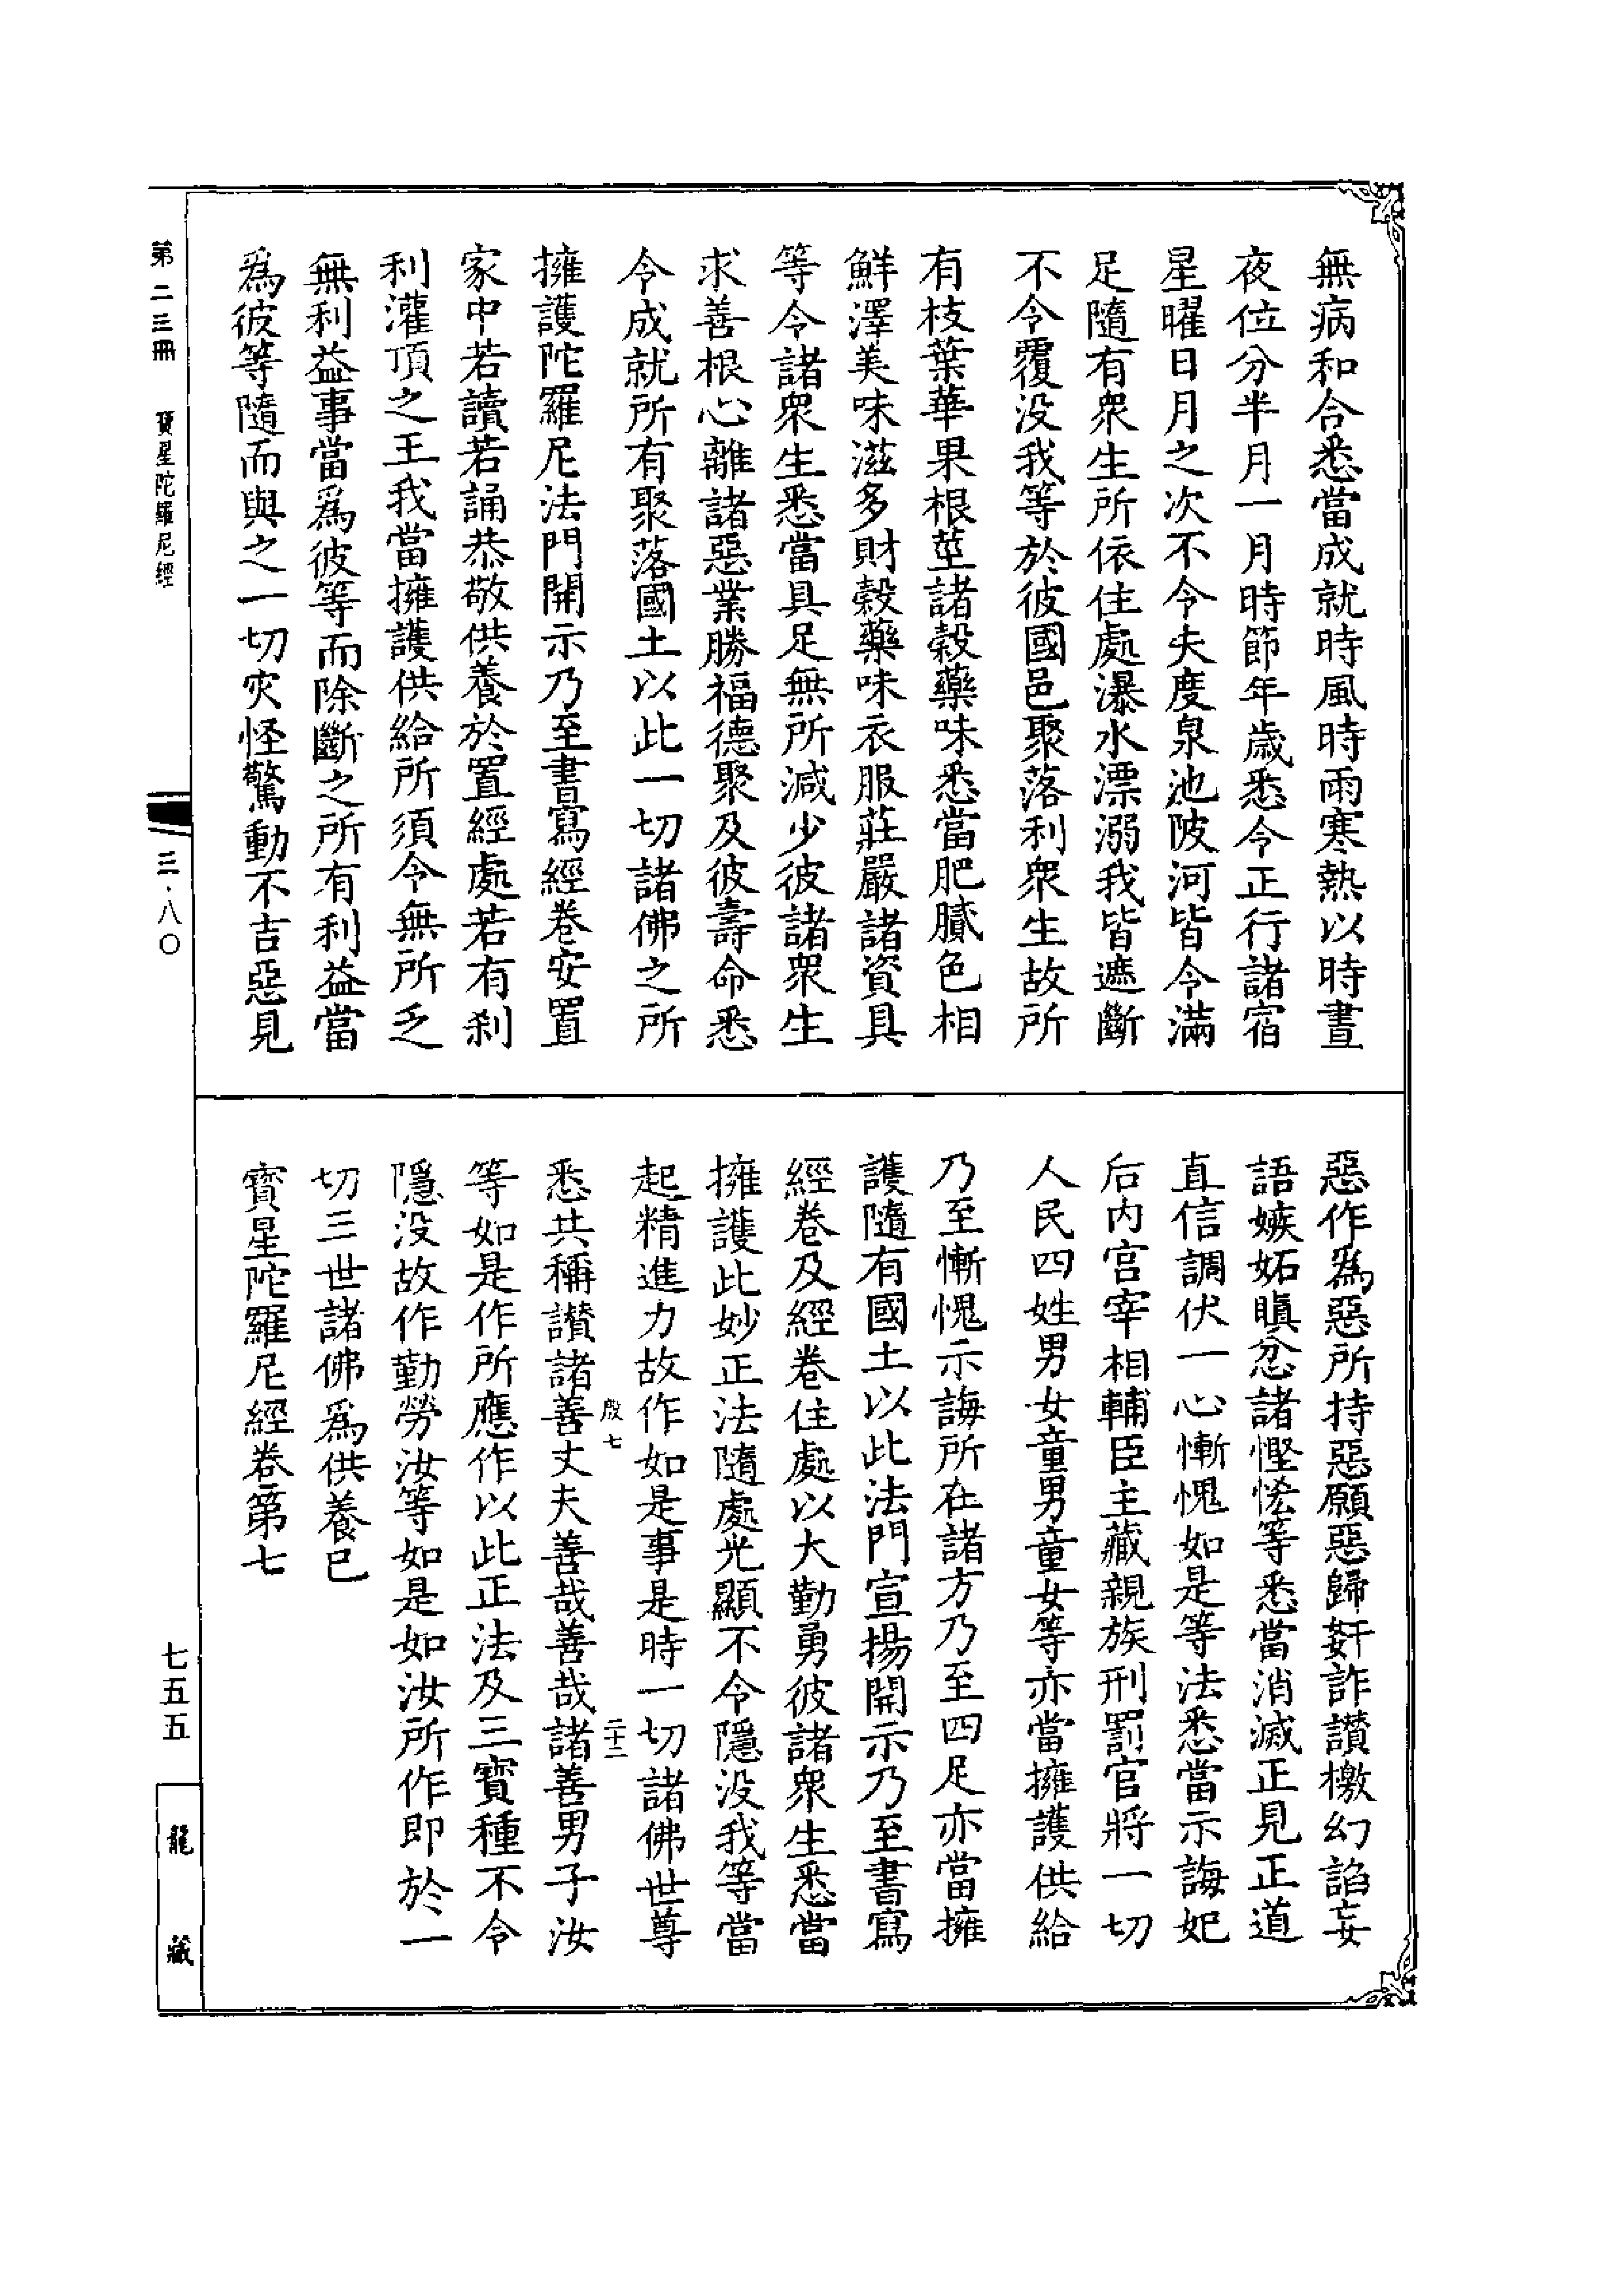 無病和合悉當成就時風時雨寒熱以時晝
夜位分半月一月時節年歲悉令正行諸宿
星曜日月之次不令失度泉池陂河皆令滿
足隨有衆生所依住處瀑水漂溺我皆遮斷
不令覆没我等於彼國邑聚落利衆生故所
有枝葉華果根莖諸穀藥味悉當肥膩色相
鮮澤美味滋多財穀藥味衣服莊嚴諸資具
等令諸衆生悉當具足無所減少彼諸衆生
求善根心離諸惡業勝福德聚及彼壽命悉
令成就所有聚落國土以此一切諸佛之所
擁護陀羅尼法門開示乃至書寫經卷安置
家中若讀若誦恭敬供養於置經處若有刹
利灌頂之王我當擁護供給所須令無所乏
無利益事當爲彼等而除斷之所有利益當
爲彼等隨而與之一切灾怪驚動不吉惡見
惡作爲惡所持惡願惡歸姧詐讃檄幻諂妄
語嫉妬瞋忿諸慳悋等悉當消滅正見正道
直信調伏一心慚愧如是等法悉當示誨妃
后内宫宰相輔臣主藏親族刑罰官將一切
人民四姓男女童男童女等亦當擁護供給
乃至慚愧示誨所在諸方乃至四足亦當擁
護隨有國土以此法門宣揚開示乃至書寫
經卷及經卷住處以大勤勇彼諸衆生悉當
擁護此妙正法隨處光顯不令隱没我等當
起精進力故作如是事是時一切諸佛世尊
殷七
二十二
悉共稱讃諸善丈夫善哉善哉諸善男子汝
等如是作所應作以此正法及三寳種不令
隱没故作勤勞汝等如是如汝所作即於一
切三世諸佛爲供養已
寳星陀羅尼經卷第七
第二三冊
寶星陀羅尼經
三·八〇
七五五
龍藏